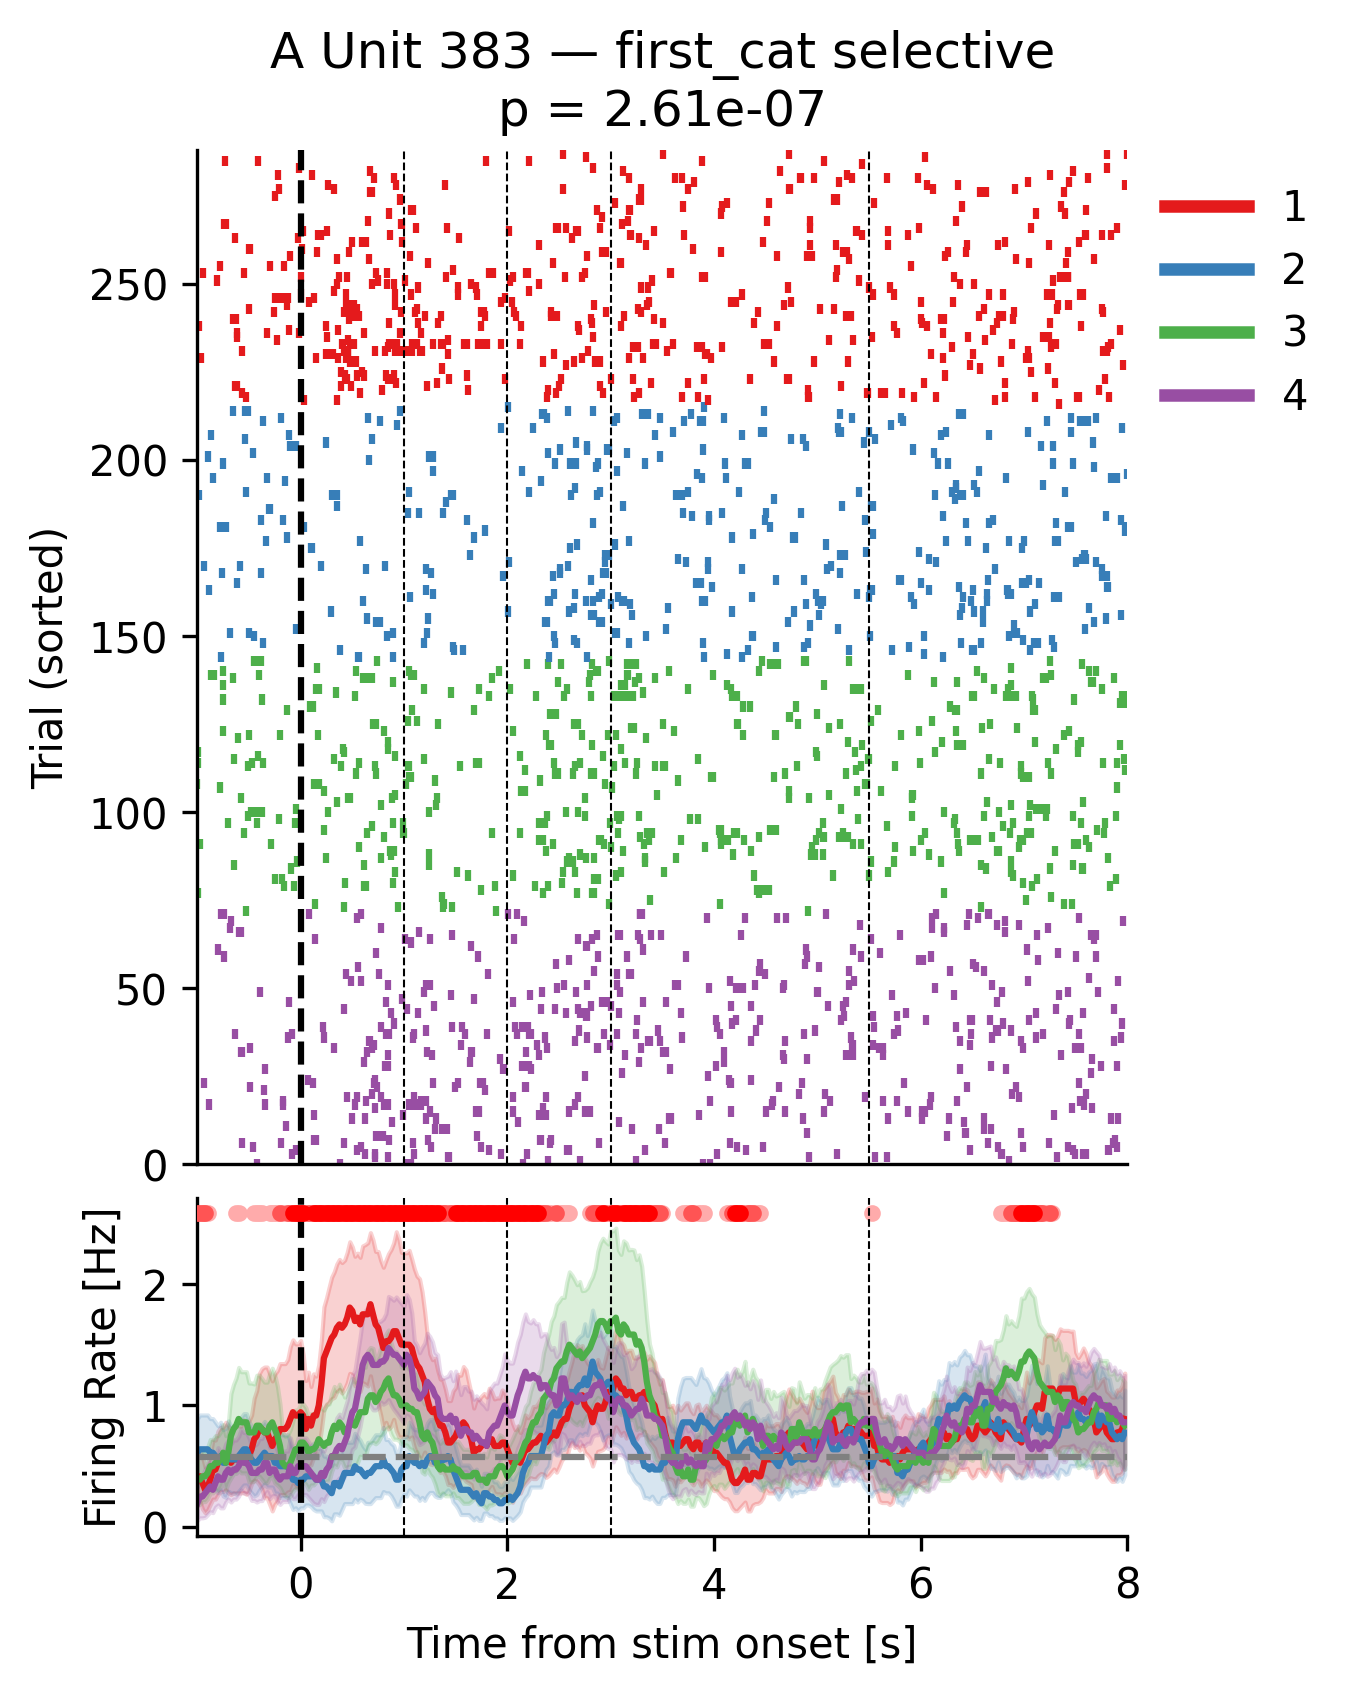 A Unit 383 — first_cat selective
p = 2.61e-07
1
2
3
4
250
200
150
100
50
0
Trial (sorted)
2
1
0
Firing Rate [Hz]
0 2 4 6 8
Time from stim onset [s]